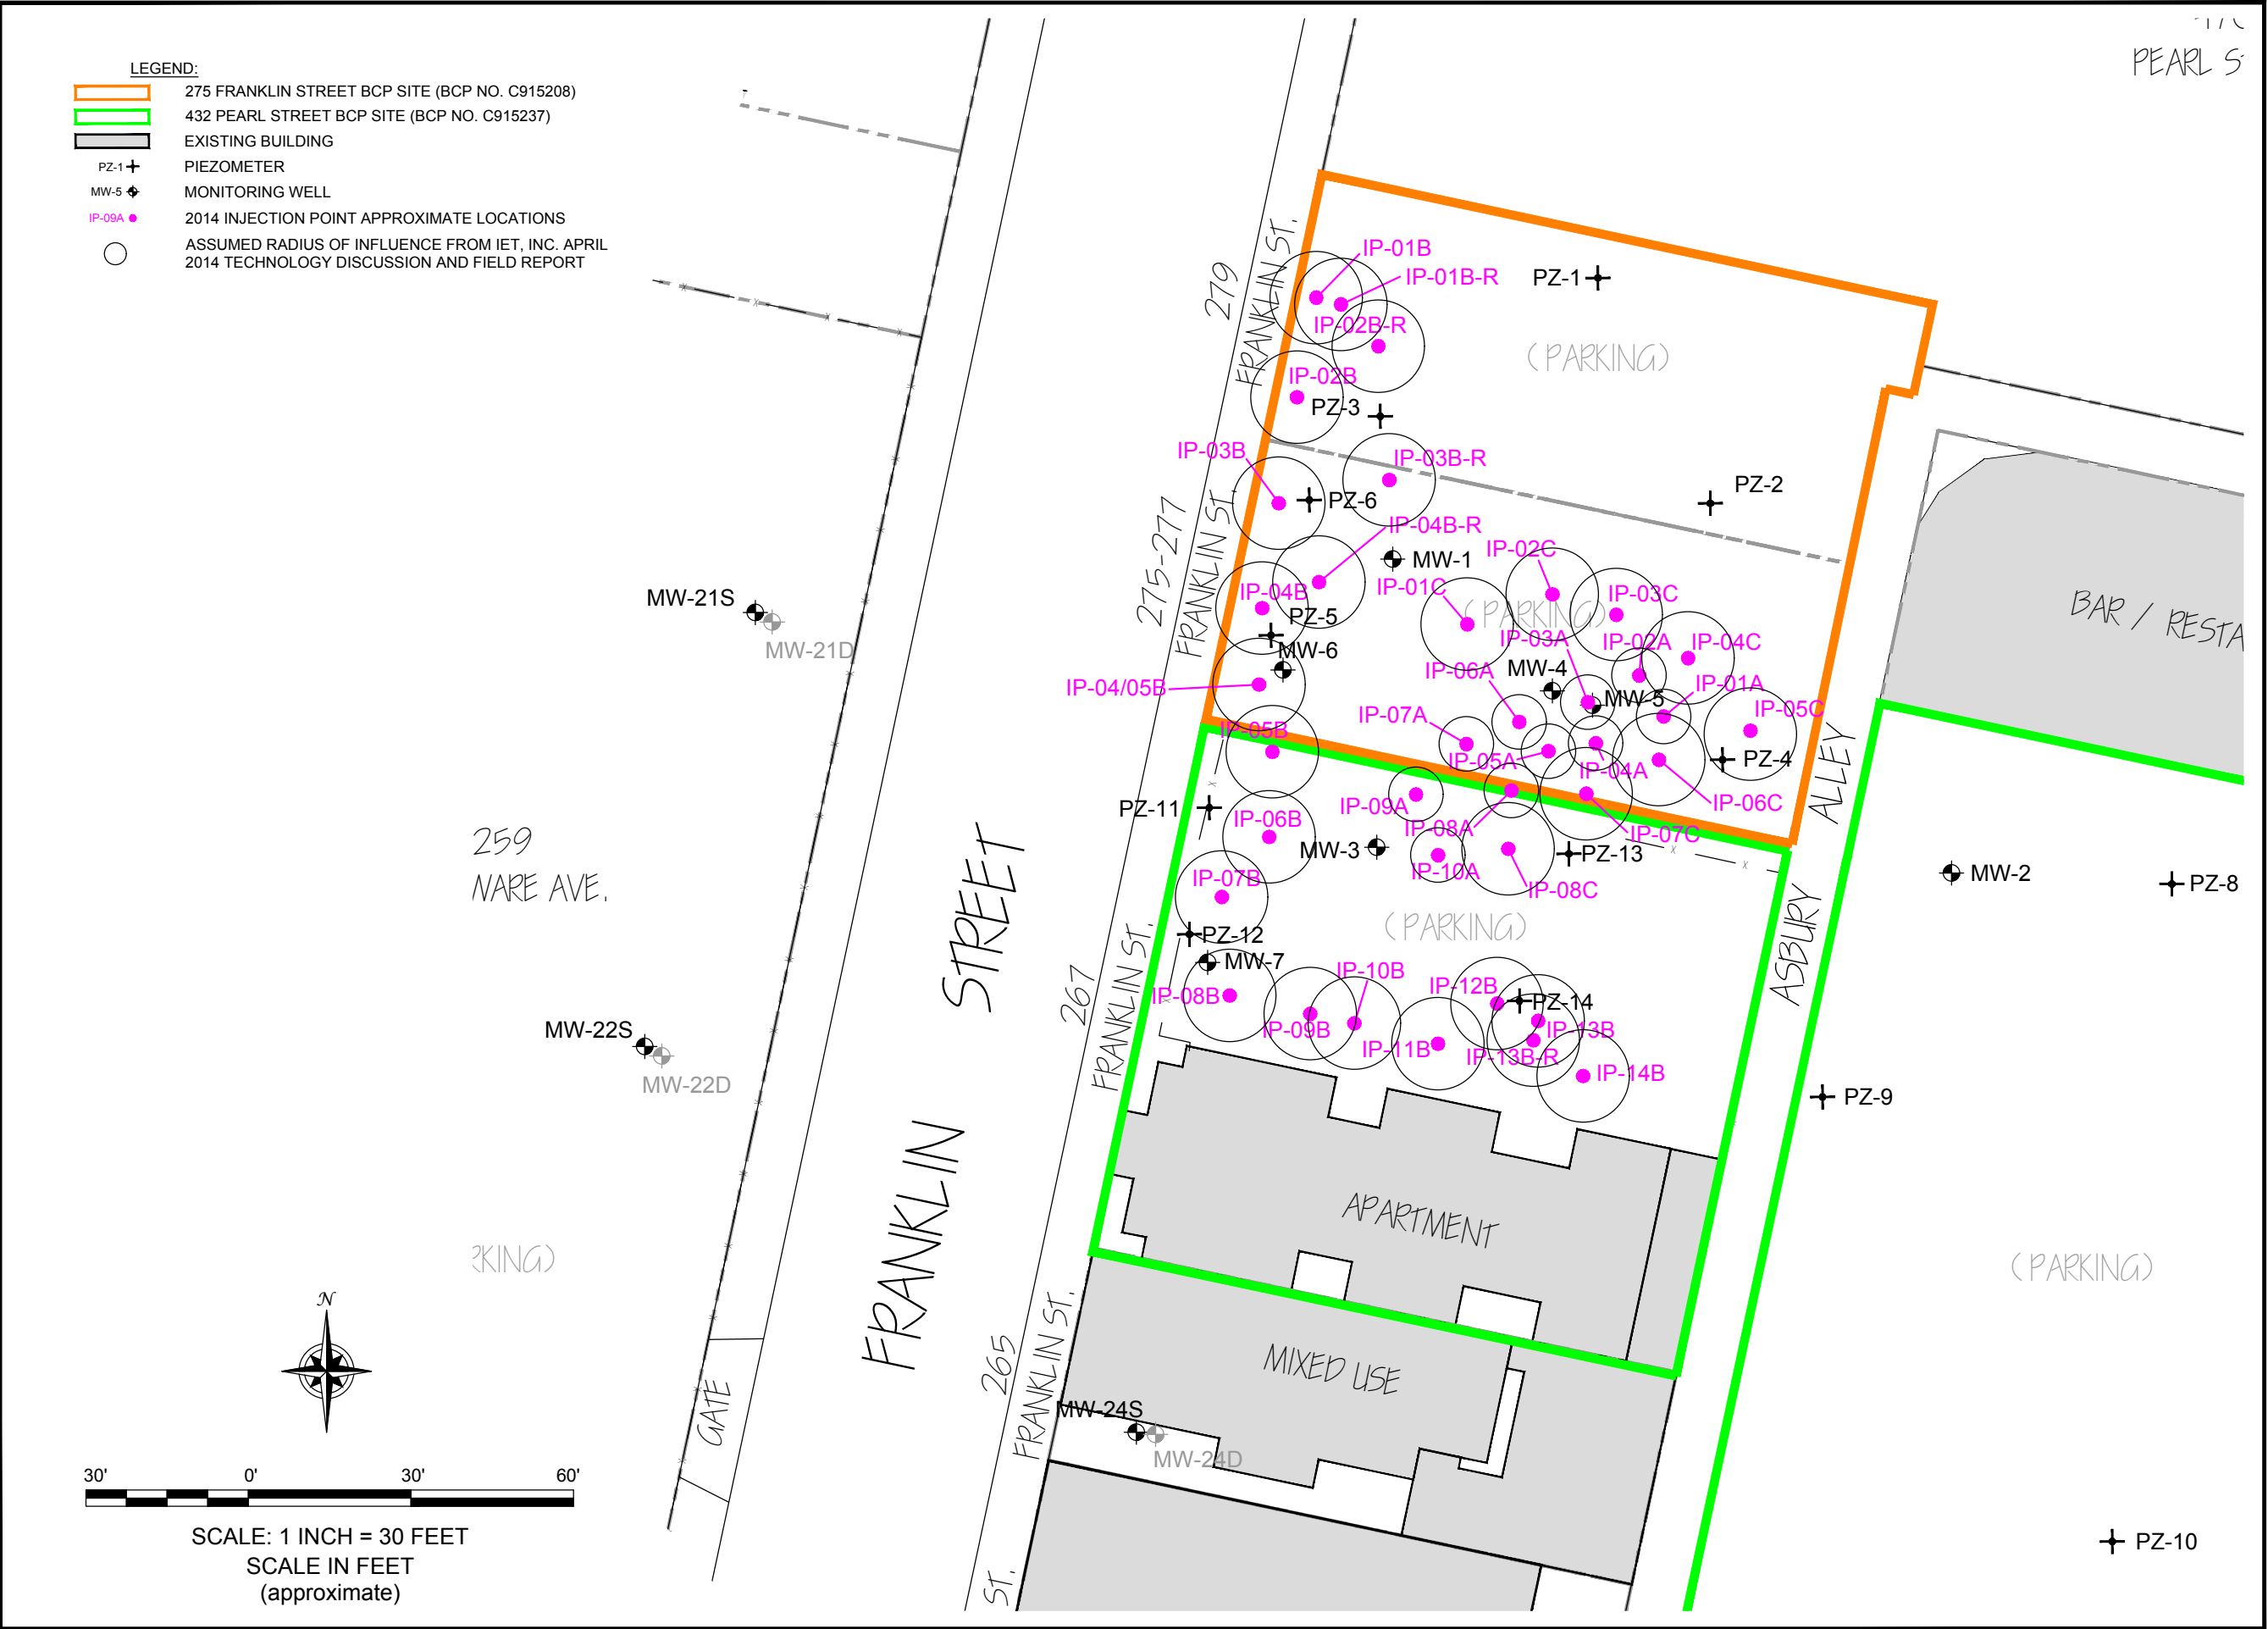 LEGEND:
275 FRANKLIN STREET BCP SITE (BCP NO. C915208)
432 PEARL STREET BCP SITE (BCP NO. C915237)
EXISTING BUILDING
PZ-1 PIEZOMETER
MW-5 MONITORING WELL
IP-09A 2014 INJECTION POINT APPROXIMATE LOCATIONS
ASSUMED RADIUS OF INFLUENCE FROM IET, INC. APRIL
2014 TECHNOLOGY DISCUSSION AND FIELD REPORT
PEARL S
279
FRANKLIN ST.
IP-01B
IP-01B-R
PZ-1
IP-02B-R
(PARKING)
IP-02B
PZ-3
IP-03B
IP-03B-R
PZ-2
PZ-6
275-277
FRANKLIN ST.
IP-04B-R
MW-1
IP-02C
IP-01C
IP-03C
IP-04B
(PARKING)
PZ-5
IP-03A
IP-02A
IP-04C
MW-6
MW-4
IP-06A
IP-04/05B
MW-5
IP-01A
IP-05C
IP-07A
IP-05B
IP-05A
IP-04A
PZ-4
BAR / RESTA
MW-21S
MW-21D
PZ-11
IP-09A
IP-06C
IP-06B
IP-08A
IP-07C
MW-3
PZ-13
IP-10A
IP-08C
IP-07B
ASBURY ALLEY
MW-2
PZ-8
259
NARE AVE.
FRANKLIN STREET
(PARKING)
PZ-12
MW-7
267
FRANKLIN ST.
IP-08B
IP-10B
IP-12B
PZ-14
IP-09B
IP-11B
IP-13B
IP-13B-R
IP-14B
MW-22S
MW-22D
PZ-9
APARTMENT
RKING)
(PARKING)
265
FRANKLIN ST.
MIXED USE
GATE
MW-24S
MW-24D
ST.
PZ-10
N
30' 0' 30' 60'
SCALE: 1 INCH = 30 FEET
SCALE IN FEET
(approximate)